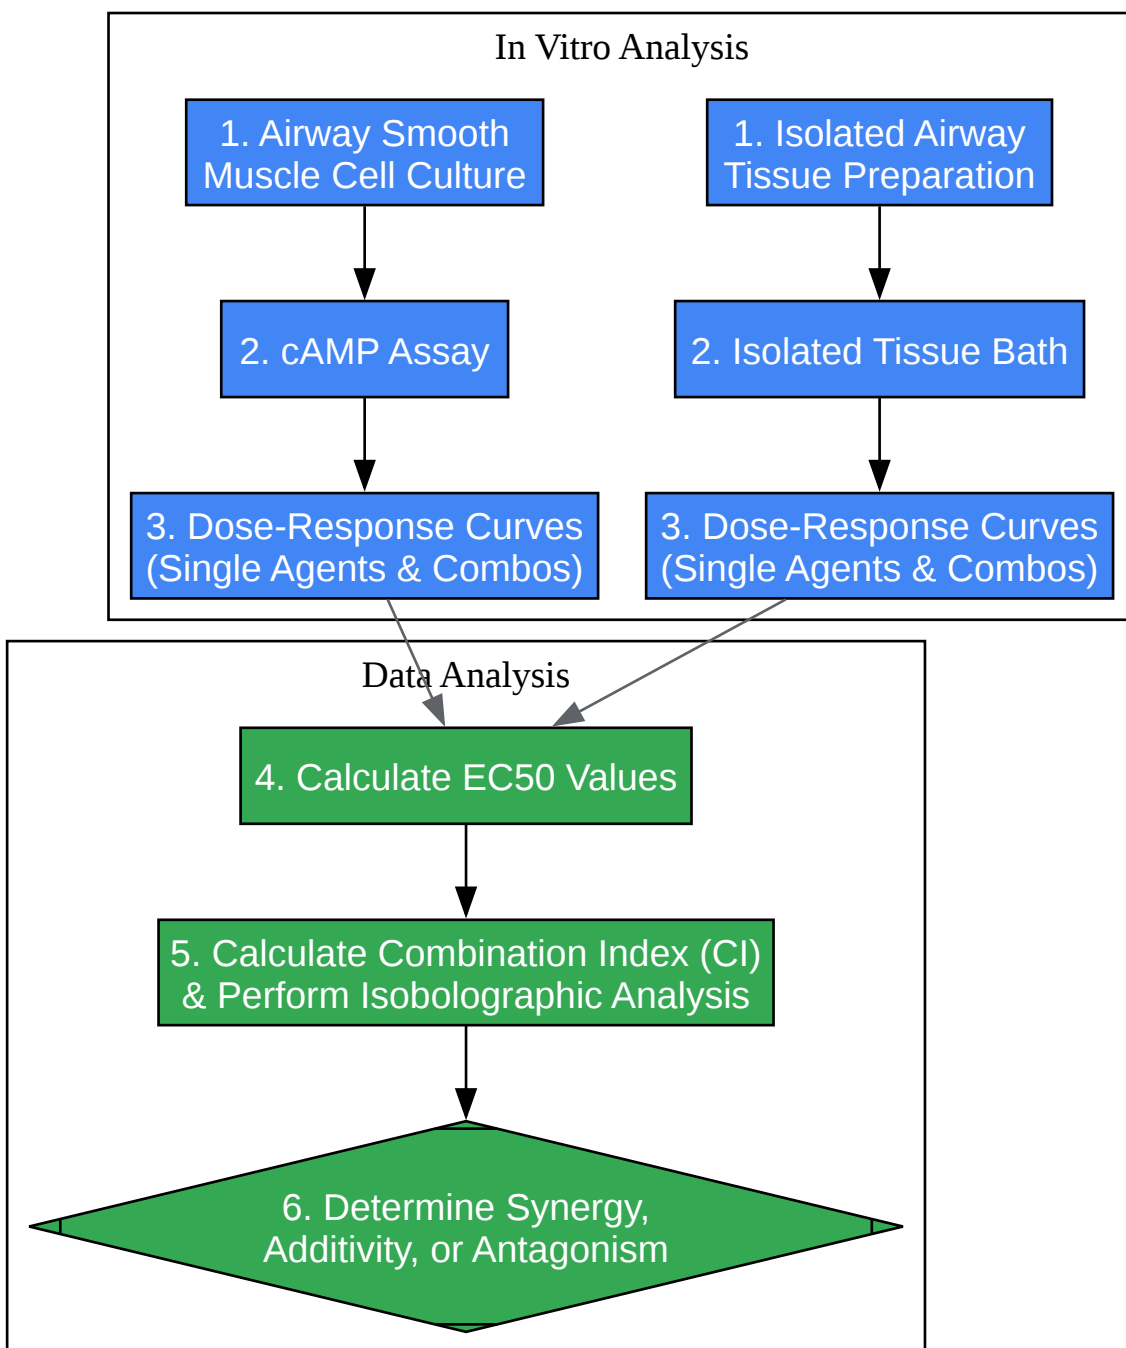 In Vitro Analysis
1. Airway Smooth
Muscle Cell Culture
1. Isolated Airway
Tissue Preparation
2. cAMP Assay
2. Isolated Tissue Bath
3. Dose-Response Curves
(Single Agents & Combos)
3. Dose-Response Curves
(Single Agents & Combos)
Data Analysis
4. Calculate EC50 Values
5. Calculate Combination Index (CI)
& Perform Isobolographic Analysis
6. Determine Synergy,
Additivity, or Antagonism